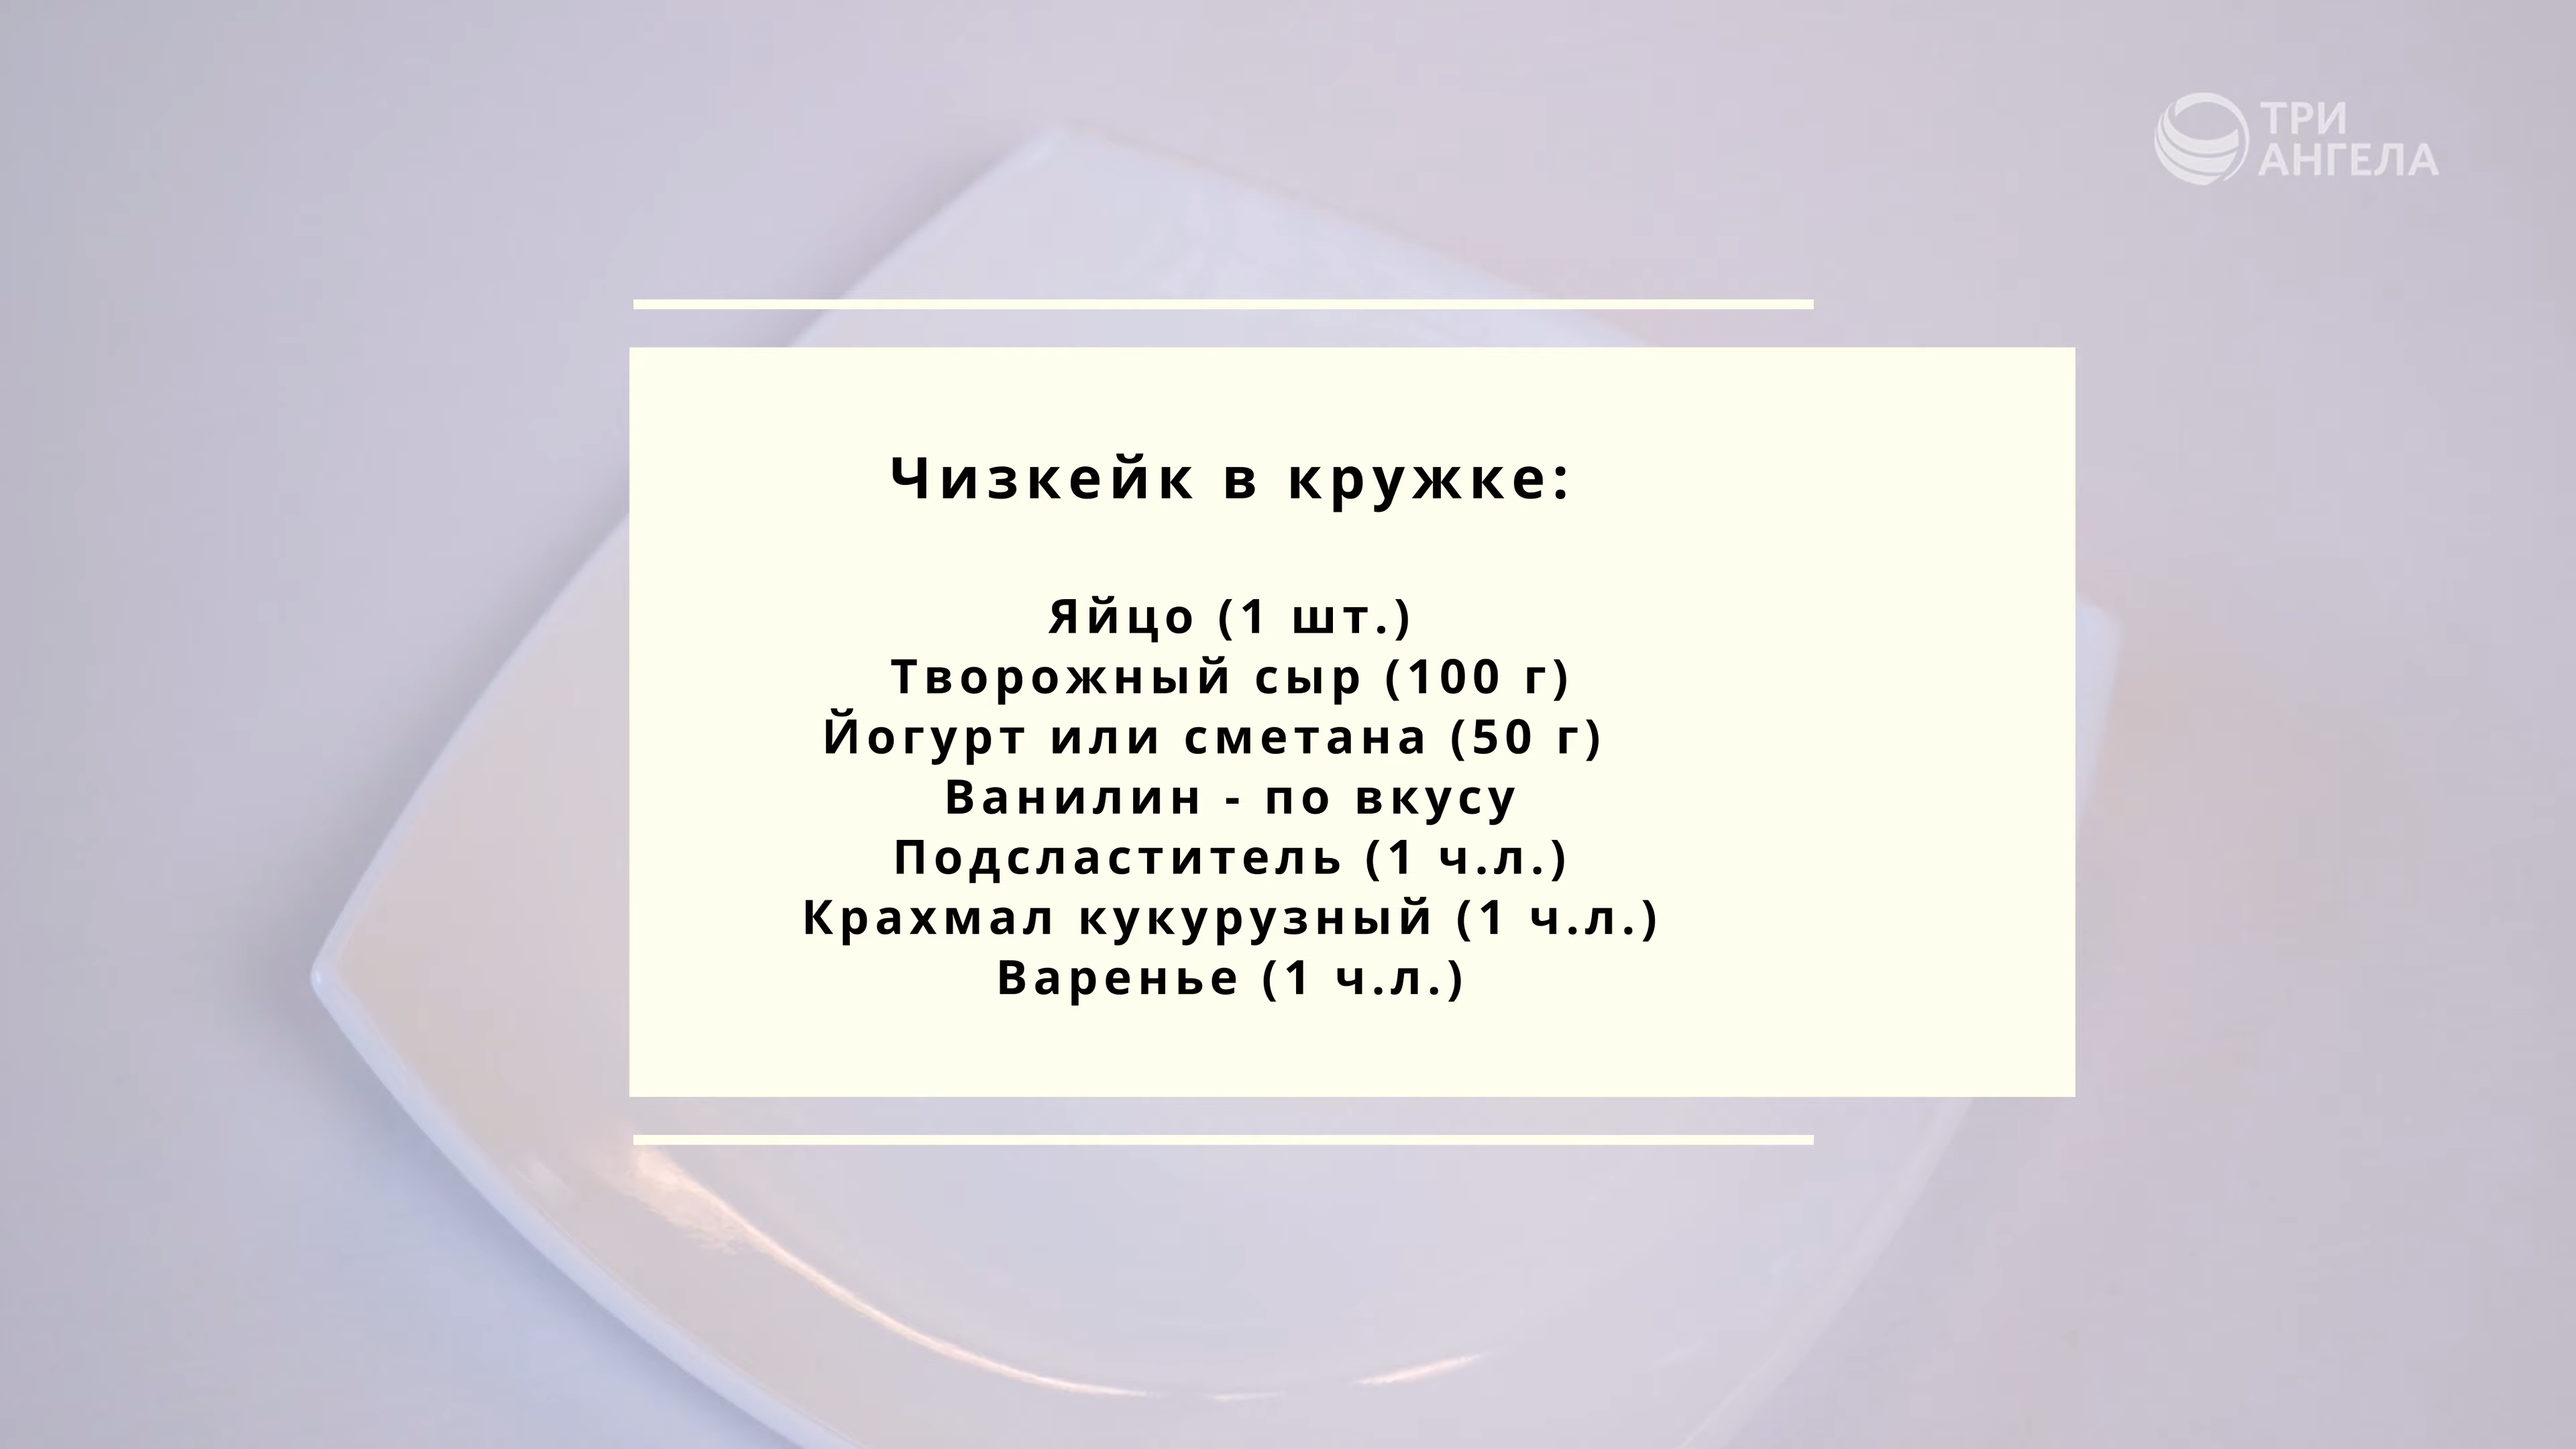 ТРИ
АНГЕЛА
Чизкейк в кружке:
Яйцо (1 шт.)
Творожный сыр (100 г)
Йогурт или сметана (50 г)
Ванилин - по вкусу
Подсластитель (1 ч.л.)
Крахмал кукурузный (1 ч.л.)
Варенье (1 ч.л.)